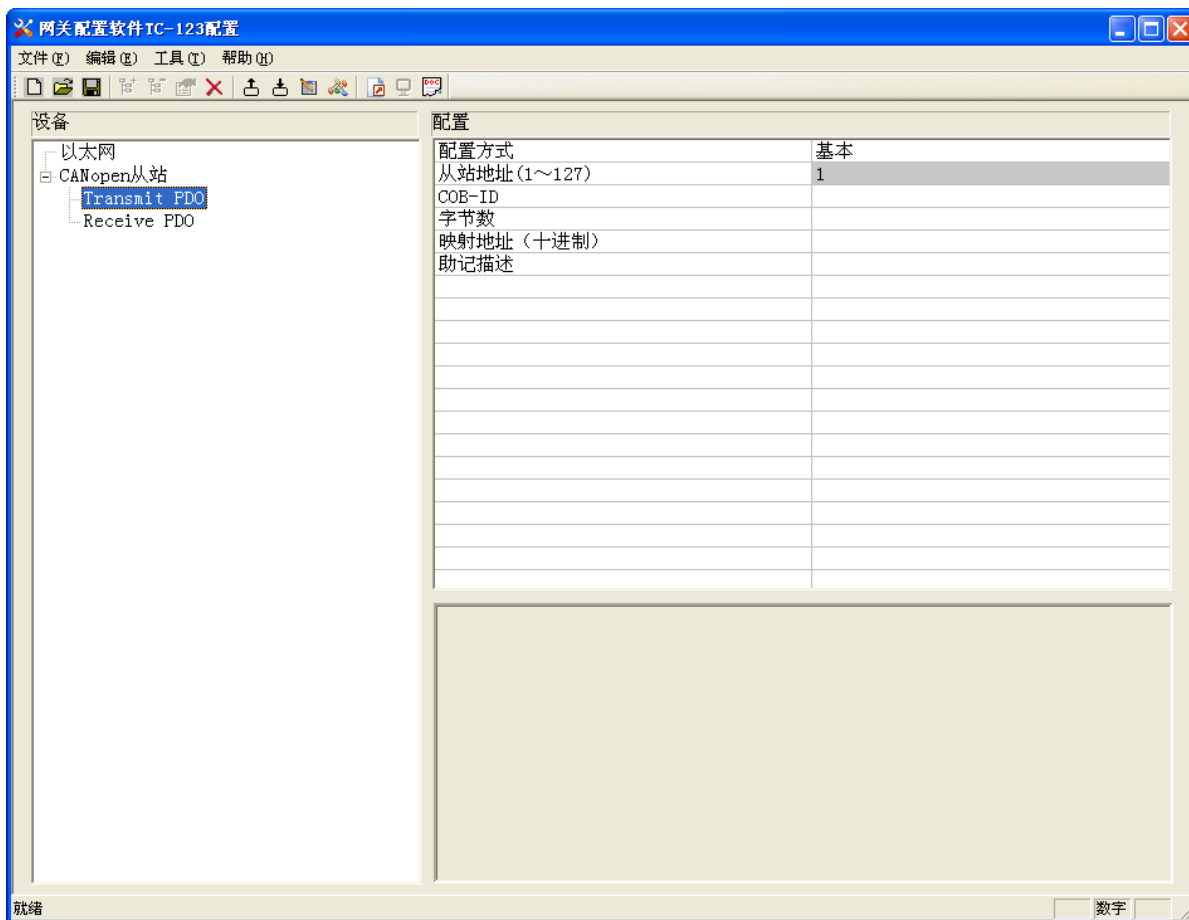 网关配置软件TC-123配置
文件(F) 编辑(E) 工具(T) 帮助(H)
设备
以太网
CANopen从站
Transmit PDO
Receive PDO
配置
配置方式 基本
从站地址(1～127) 1
COB-ID
字节数
映射地址（十进制）
助记描述
就绪 数字